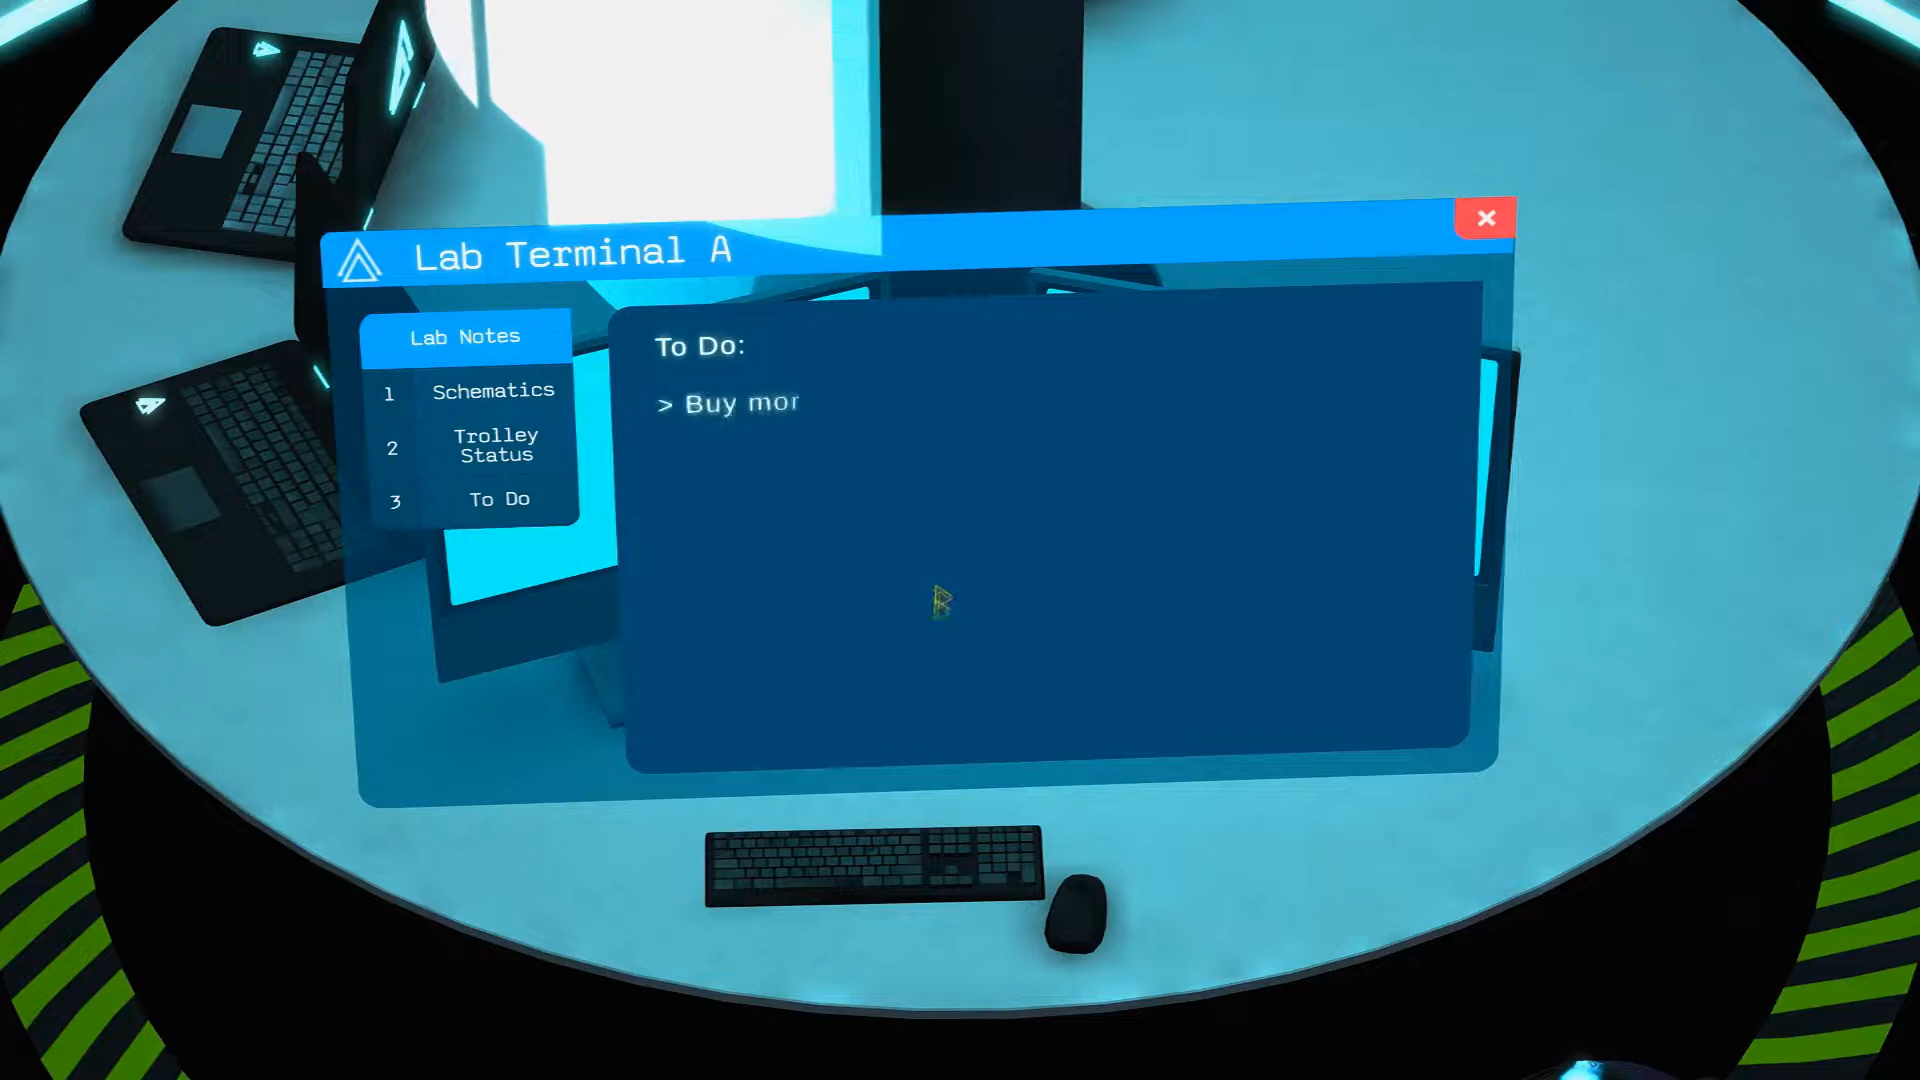 Lab Terminal A
Lab Notes
1 Schematics
2 Trolley
Status
3 To Do
To Do:
> Buy mor